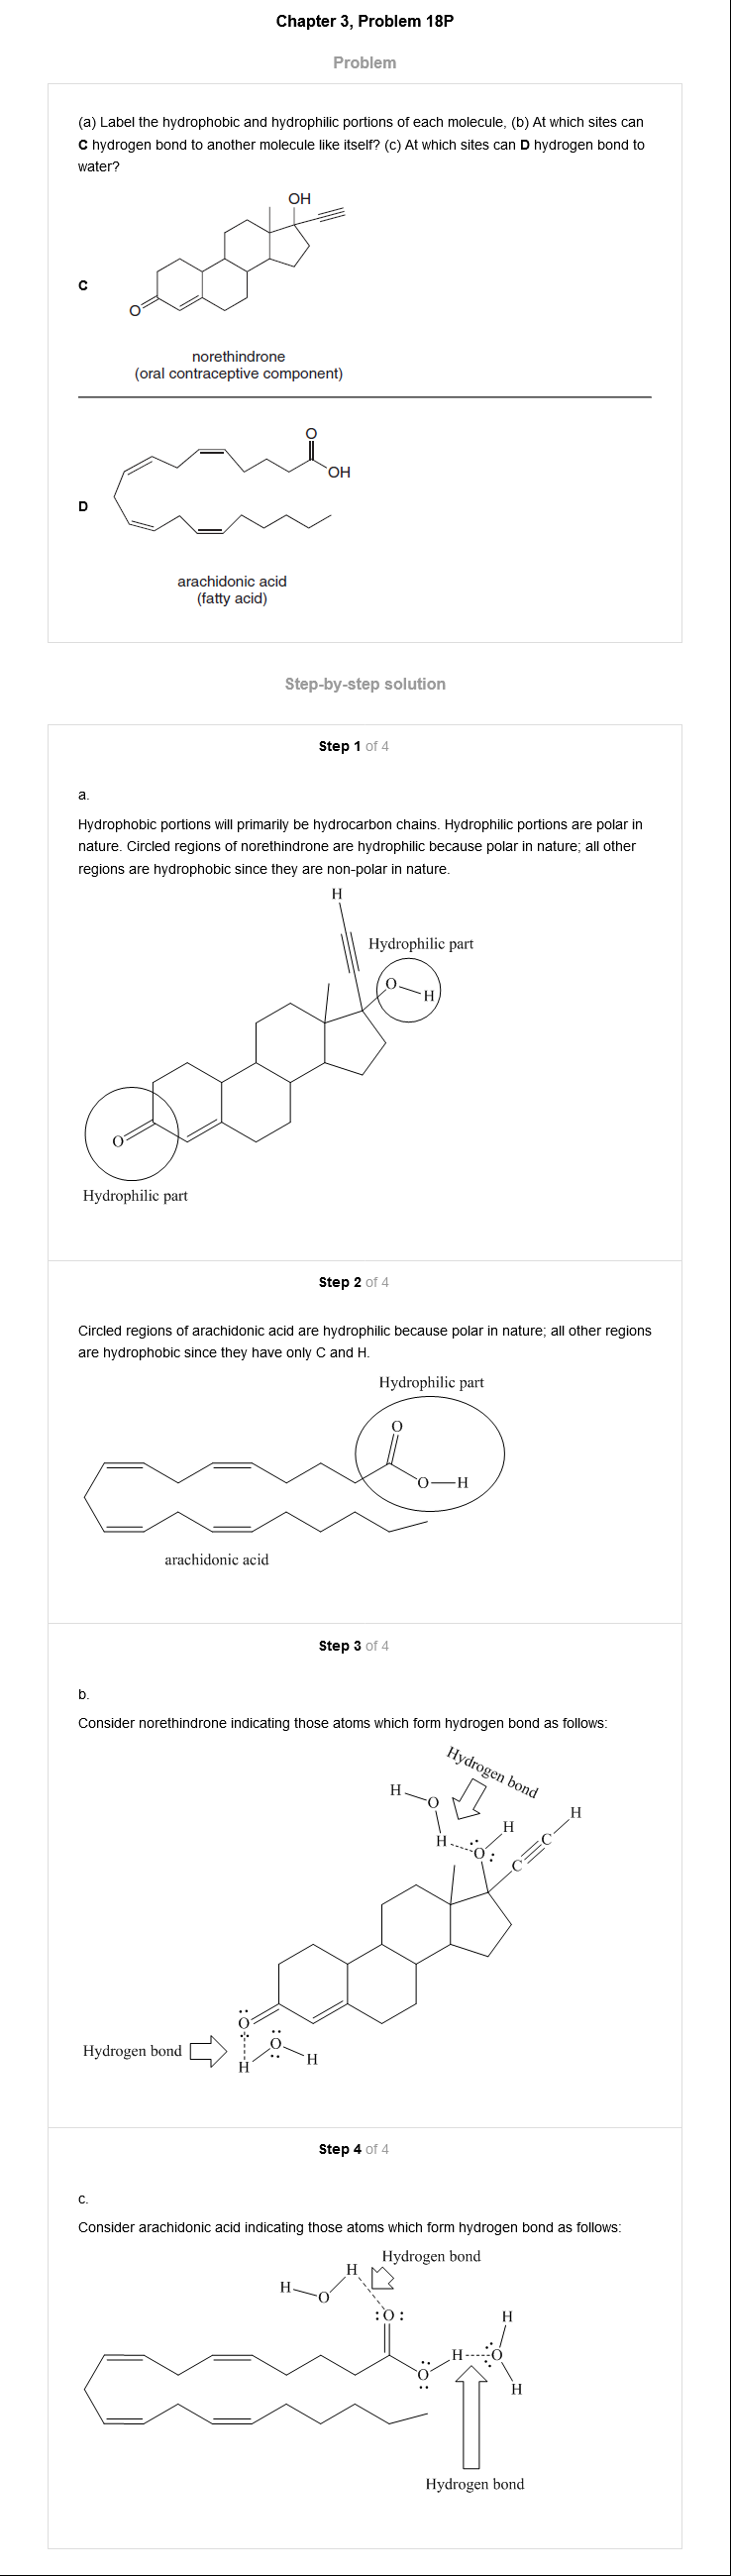 Chapter 3, Problem 18P
Problem
(a) Label the hydrophobic and hydrophilic portions of each molecule, (b) At which sites can
C hydrogen bond to another molecule like itself? (c) At which sites can D hydrogen bond to
water?
OH
C
O
norethindrone
(oral contraceptive component)
O
OH
D
arachidonic acid
(fatty acid)
Step-by-step solution
Step 1 of 4
a.
Hydrophobic portions will primarily be hydrocarbon chains. Hydrophilic portions are polar in
nature. Circled regions of norethindrone are hydrophilic because polar in nature; all other
regions are hydrophobic since they are non-polar in nature.
H
Hydrophilic part
O
H
O
Hydrophilic part
Step 2 of 4
Circled regions of arachidonic acid are hydrophilic because polar in nature; all other regions
are hydrophobic since they have only C and H.
Hydrophilic part
O
O—H
arachidonic acid
Step 3 of 4
b.
Consider norethindrone indicating those atoms which form hydrogen bond as follows:
Hydrogen bond
H
O
H
H
H
O
C
C
O
O
Hydrogen bond
H
H
Step 4 of 4
c.
Consider arachidonic acid indicating those atoms which form hydrogen bond as follows:
Hydrogen bond
H
H
O
O
H
H
O
O
H
Hydrogen bond